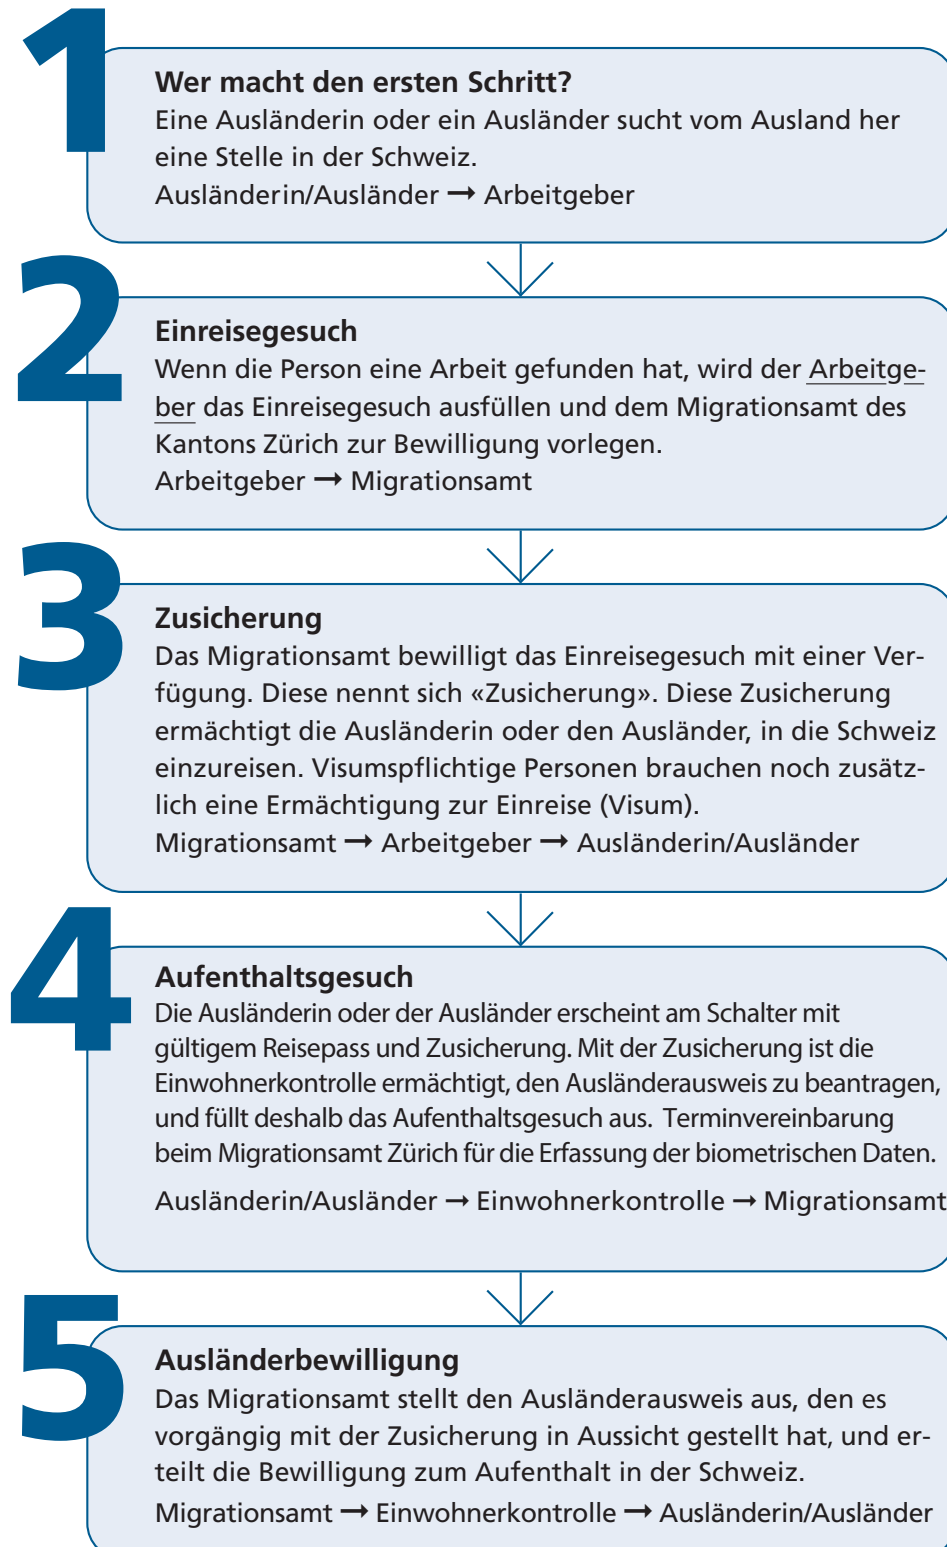 1
Wer macht den ersten Schritt?
Eine Ausländerin oder ein Ausländer sucht vom Ausland her
eine Stelle in der Schweiz.
Ausländerin/Ausländer → Arbeitgeber
2
Einreisegesuch
Wenn die Person eine Arbeit gefunden hat, wird der Arbeitge-
ber das Einreisegesuch ausfüllen und dem Migrationsamt des
Kantons Zürich zur Bewilligung vorlegen.
Arbeitgeber → Migrationsamt
3
Zusicherung
Das Migrationsamt bewilligt das Einreisegesuch mit einer Ver-
fügung. Diese nennt sich «Zusicherung». Diese Zusicherung
ermächtigt die Ausländerin oder den Ausländer, in die Schweiz
einzureisen. Visumspflichtige Personen brauchen noch zusätz-
lich eine Ermächtigung zur Einreise (Visum).
Migrationsamt → Arbeitgeber → Ausländerin/Ausländer
4
Aufenthaltsgesuch
Die Ausländerin oder der Ausländer erscheint am Schalter mit
gültigem Reisepass und Zusicherung. Mit der Zusicherung ist die
Einwohnerkontrolle ermächtigt, den Ausländerausweis zu beantragen,
und füllt deshalb das Aufenthaltsgesuch aus. Terminvereinbarung
beim Migrationsamt Zürich für die Erfassung der biometrischen Daten.
Ausländerin/Ausländer → Einwohnerkontrolle → Migrationsamt
5
Ausländerbewilligung
Das Migrationsamt stellt den Ausländerausweis aus, den es
vorgängig mit der Zusicherung in Aussicht gestellt hat, und er-
teilt die Bewilligung zum Aufenthalt in der Schweiz.
Migrationsamt → Einwohnerkontrolle → Ausländerin/Ausländer